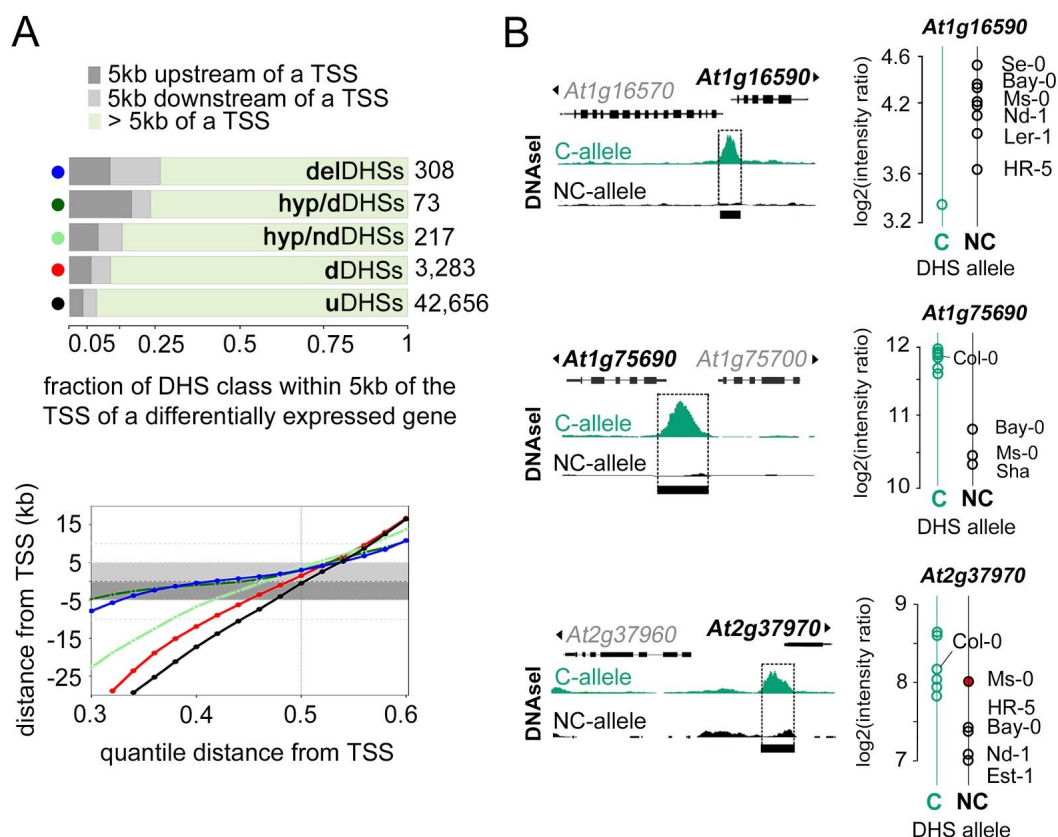 A
5kb upstream of a TSS
5kb downstream of a TSS
> 5kb of a TSS
delDHSs 308
hyp/dDHSs 73
hyp/ndDHSs 217
dDHSs 3,283
uDHSs 42,656
0.05 0.25 0.5 0.75 1
fraction of DHS class within 5kb of the
TSS of a differentially expressed gene
distance from TSS (kb)
15
5
-5
-15
-25
0.3 0.4 0.5 0.6
quantile distance from TSS
B
At1g16570
At1g16590
DNAseI
C-allele
NC-allele
At1g16590
log2(intensity ratio)
4.6
4.2
3.6
3.2
Se-0
Bay-0
Ms-0
Nd-1
Ler-1
HR-5
C NC
DHS allele
At1g75690
At1g75700
DNAseI
C-allele
NC-allele
At1g75690
log2(intensity ratio)
12
11
10
Col-0
Bay-0
Ms-0
Sha
C NC
DHS allele
At2g37960
At2g37970
DNAseI
C-allele
NC-allele
At2g37970
log2(intensity ratio)
9
8
7
Col-0
Ms-0
HR-5
Bay-0
Nd-1
Est-1
C NC
DHS allele